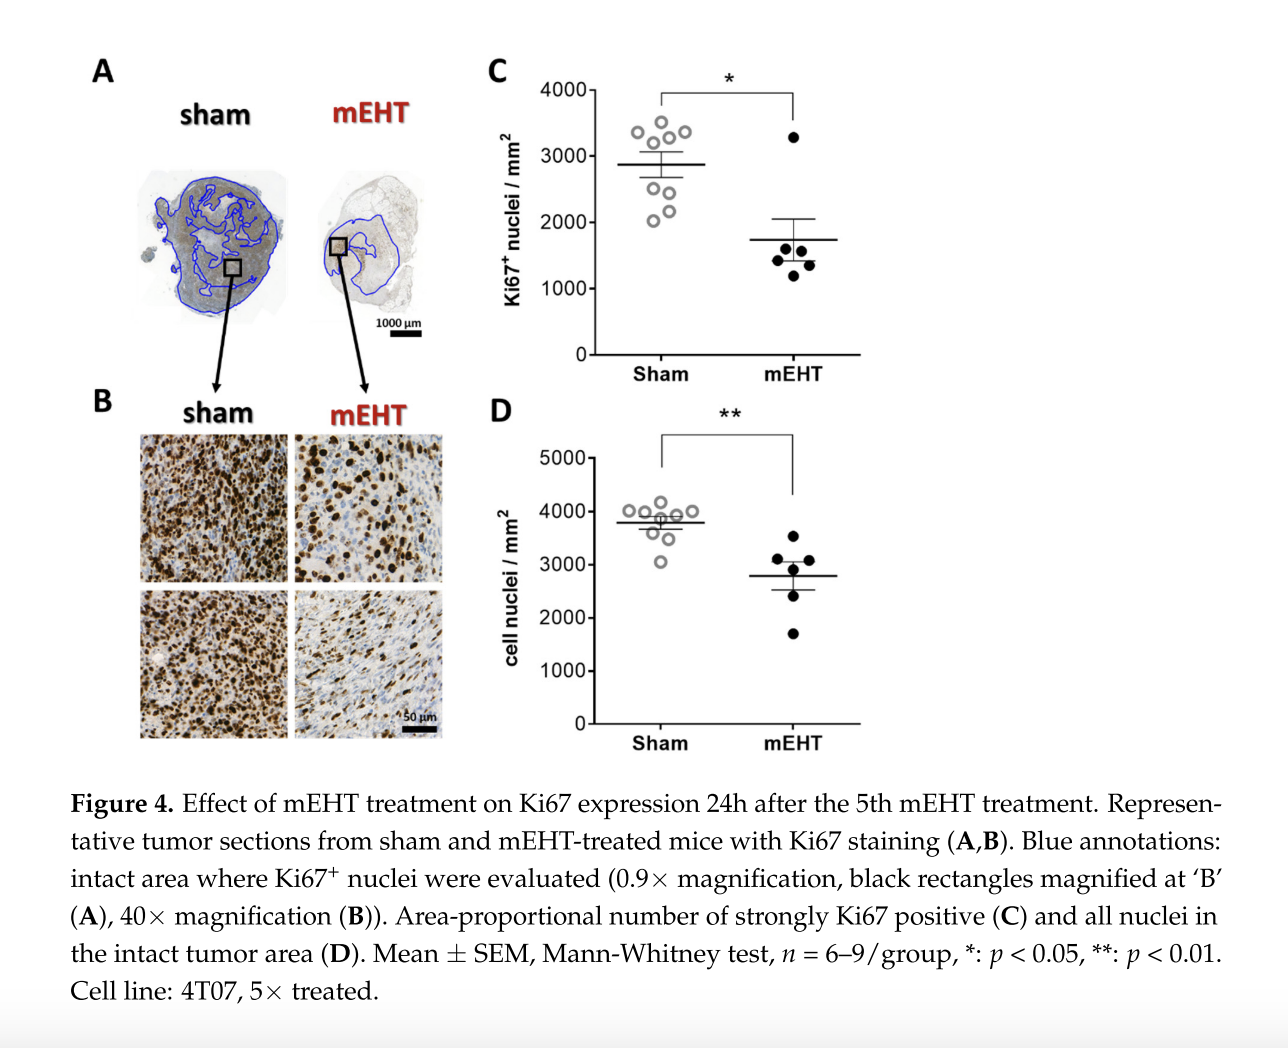 A
sham
mEHT
1000 µm
B
sham
mEHT
50 µm
C
*
4000
3000
2000
1000
0
Ki67⁺ nuclei / mm²
Sham
mEHT
D
**
5000
4000
3000
2000
1000
0
cell nuclei / mm²
Sham
mEHT
Figure 4. Effect of mEHT treatment on Ki67 expression 24h after the 5th mEHT treatment. Represen-
tative tumor sections from sham and mEHT-treated mice with Ki67 staining (A,B). Blue annotations:
intact area where Ki67⁺ nuclei were evaluated (0.9× magnification, black rectangles magnified at ‘B’
(A), 40× magnification (B)). Area-proportional number of strongly Ki67 positive (C) and all nuclei in
the intact tumor area (D). Mean ± SEM, Mann-Whitney test, n = 6–9/group, *: p < 0.05, **: p < 0.01.
Cell line: 4T07, 5× treated.